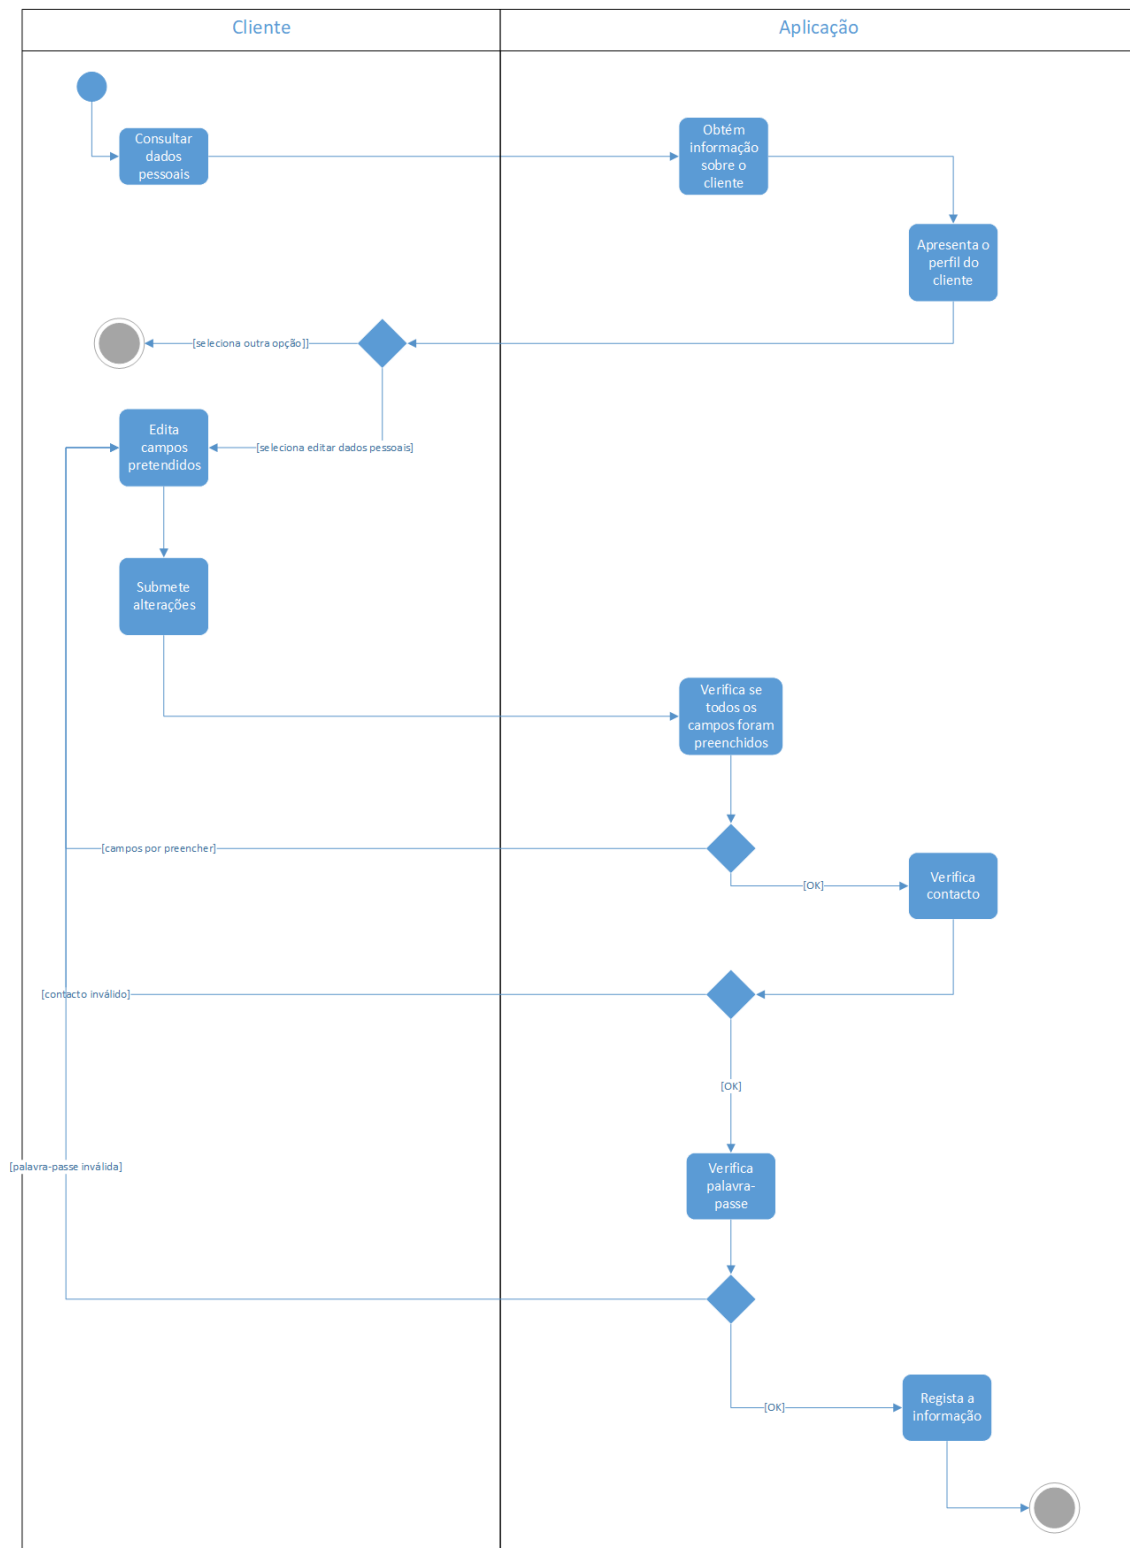 Cliente
Aplicação
Consultar
dados
pessoais
Obtém
informação
sobre o
cliente
Apresenta o
perfil do
cliente
[seleciona outra opção]]
Edita
campos
pretendidos
[seleciona editar dados pessoais]
Submete
alterações
Verifica se
todos os
campos foram
preenchidos
[campos por preencher]
[OK]
Verifica
contacto
[contacto inválido]
[OK]
[palavra-passe inválida]
Verifica
palavra-
passe
[OK]
Regista a
informação